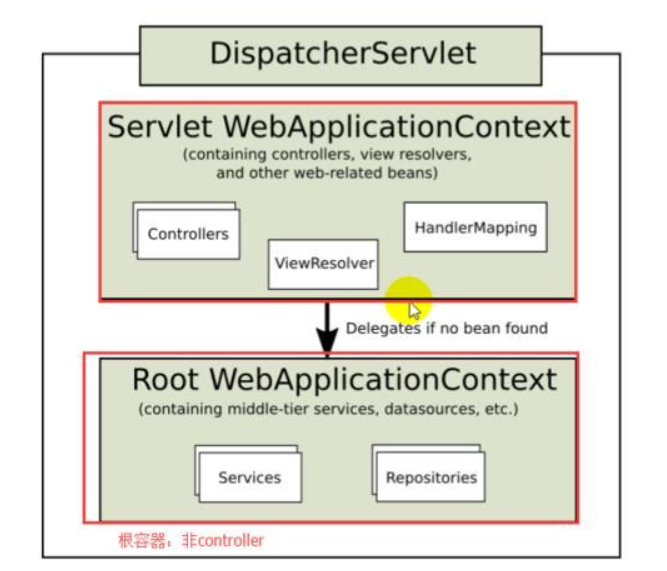 DispatcherServlet
Servlet WebApplicationContext
(containing controllers, view resolvers,
and other web-related beans)
Controllers
HandlerMapping
ViewResolver
Delegates if no bean found
Root WebApplicationContext
(containing middle-tier services, datasources, etc.)
Services
Repositories
根容器：非controller